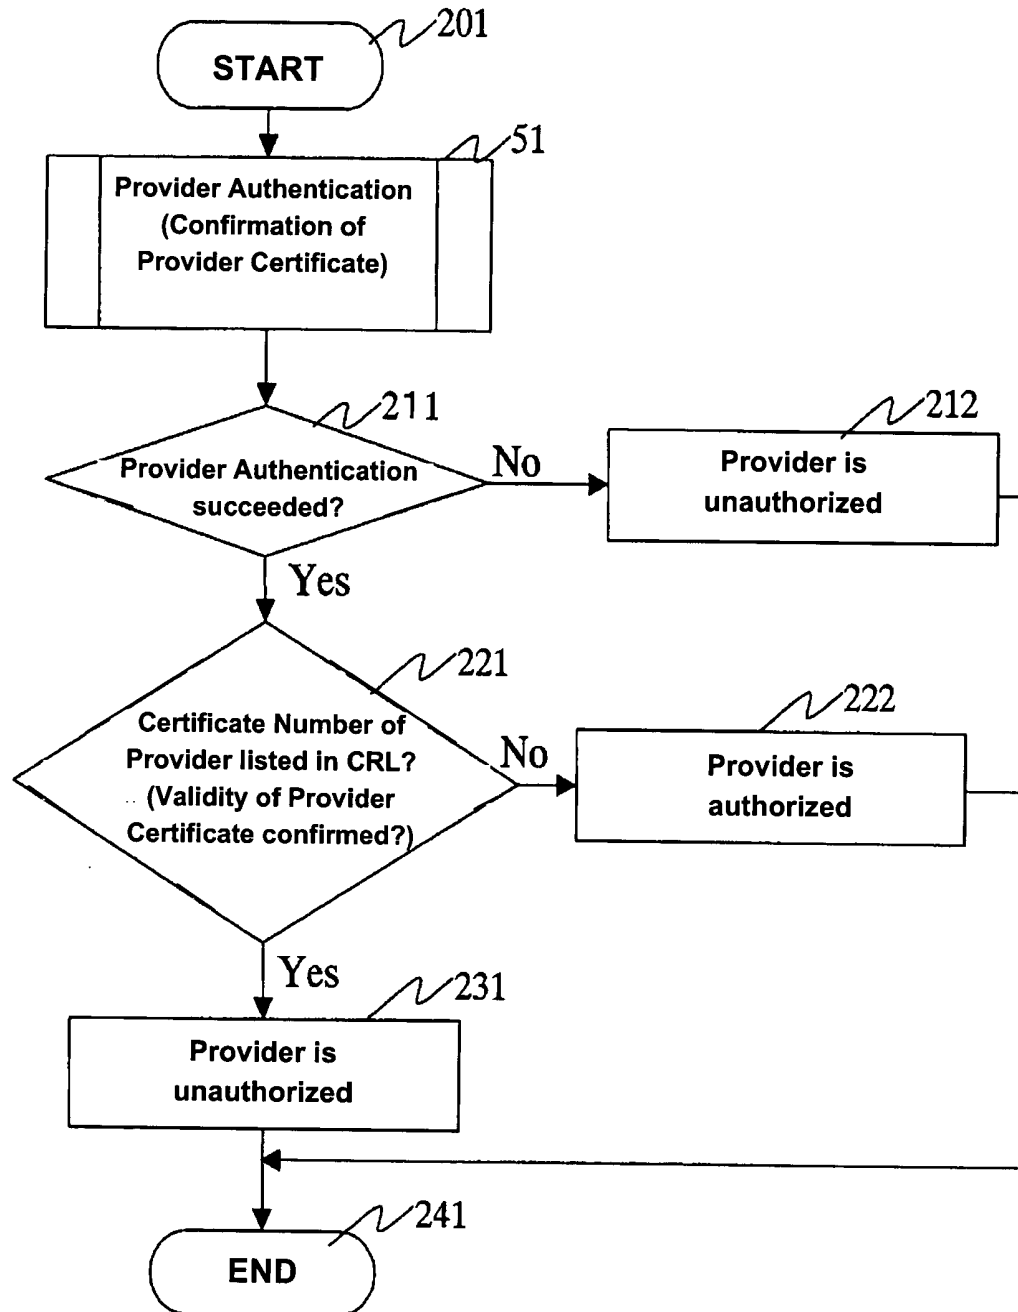 201
START
51
Provider Authentication
(Confirmation of
Provider Certificate)
211
Provider Authentication
succeeded?
No
212
Provider is
unauthorized
Yes
221
Certificate Number of
Provider listed in CRL?
(Validity of Provider
Certificate confirmed?)
No
222
Provider is
authorized
Yes
231
Provider is
unauthorized
241
END